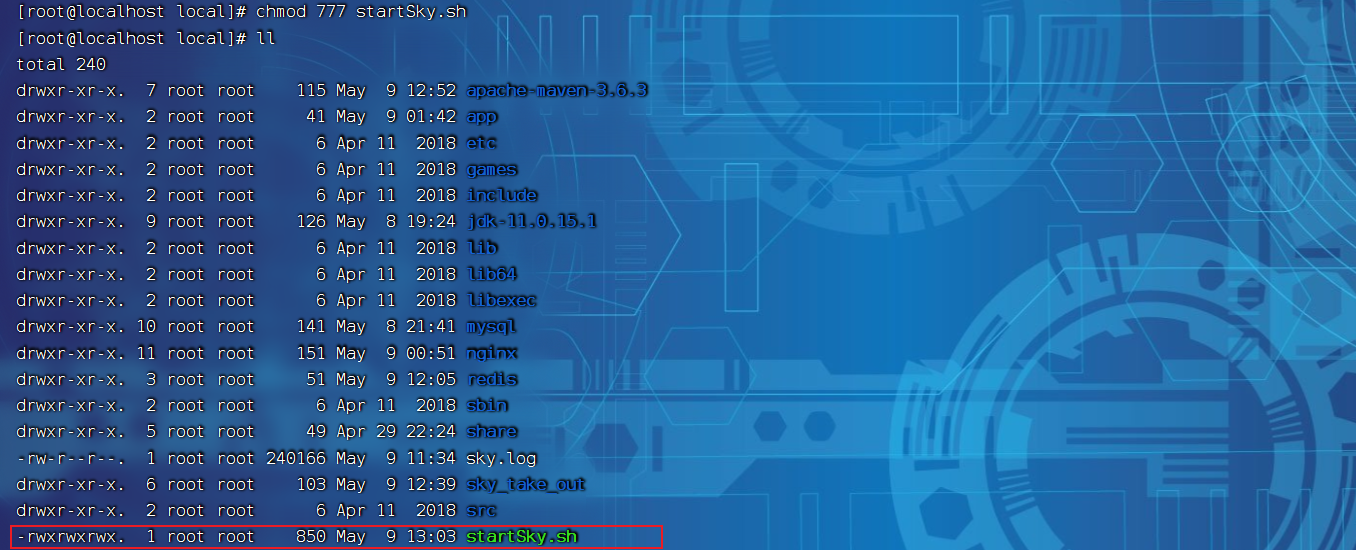 [root@localhost local]# chmod 777 startSky.sh
[root@localhost local]# ll
total 240
drwxr-xr-x.  7 root root    115 May  9 12:52 apache-maven-3.6.3
drwxr-xr-x.  2 root root     41 May  9 01:42 app
drwxr-xr-x.  2 root root      6 Apr 11  2018 etc
drwxr-xr-x.  2 root root      6 Apr 11  2018 games
drwxr-xr-x.  2 root root      6 Apr 11  2018 include
drwxr-xr-x.  9 root root    126 May  8 19:24 jdk-11.0.15.1
drwxr-xr-x.  2 root root      6 Apr 11  2018 lib
drwxr-xr-x.  2 root root      6 Apr 11  2018 lib64
drwxr-xr-x.  2 root root      6 Apr 11  2018 libexec
drwxr-xr-x. 10 root root    141 May  8 21:41 mysql
drwxr-xr-x. 11 root root    151 May  9 00:51 nginx
drwxr-xr-x.  3 root root     51 May  9 12:05 redis
drwxr-xr-x.  2 root root      6 Apr 11  2018 sbin
drwxr-xr-x.  5 root root     49 Apr 29 22:24 share
-rw-r--r--.  1 root root 240166 May  9 11:34 sky.log
drwxr-xr-x.  6 root root    103 May  9 12:39 sky_take_out
drwxr-xr-x.  2 root root      6 Apr 11  2018 src
-rwxrwxrwx.  1 root root    850 May  9 13:03 startSky.sh